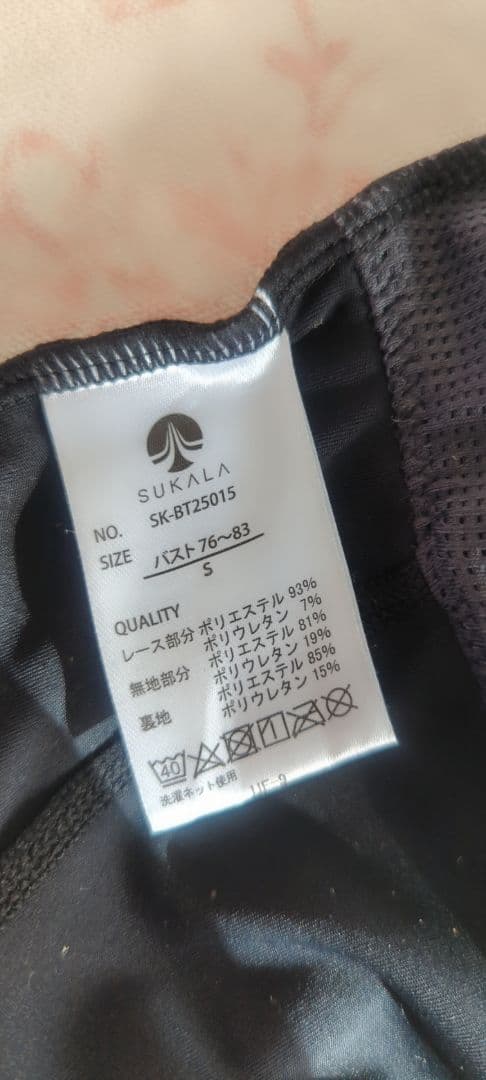 SUKALA
NO. SK-BT25015
SIZE バスト76～83
S
QUALITY
レース部分 ポリエステル 93%
ポリウレタン 7%
無地部分 ポリエステル 81%
ポリウレタン 19%
裏地 ポリエステル 85%
ポリウレタン 15%
40
洗濯ネット使用